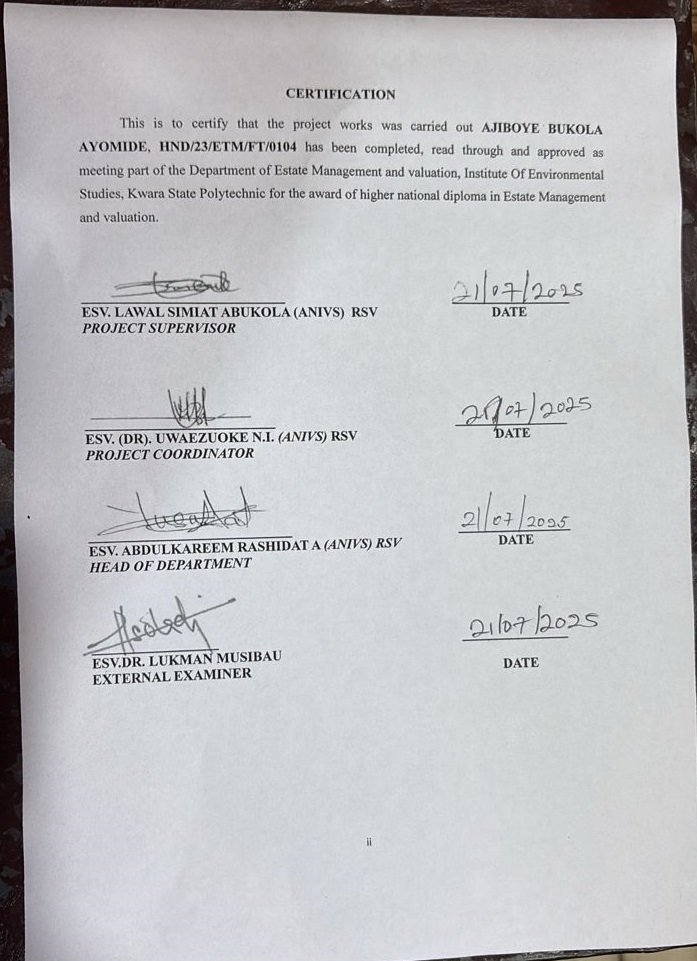 CERTIFICATION
This is to certify that the project works was carried out AJIBOYE BUKOLA
AYOMIDE, HND/23/ETM/FT/0104 has been completed, read through and approved as
meeting part of the Department of Estate Management and valuation, Institute Of Environmental
Studies, Kwara State Polytechnic for the award of higher national diploma in Estate Management
and valuation.
21/07/2025
ESV. LAWAL SIMIAT ABUKOLA (ANIVS) RSV
DATE
PROJECT SUPERVISOR
21/07/2025
ESV. (DR). UWAEZUOKE N.I. (ANIVS) RSV
DATE
PROJECT COORDINATOR
21/07/2025
ESV. ABDULKAREEM RASHIDAT A (ANIVS) RSV
DATE
HEAD OF DEPARTMENT
21/07/2025
ESV.DR. LUKMAN MUSIBAU
DATE
EXTERNAL EXAMINER
ii